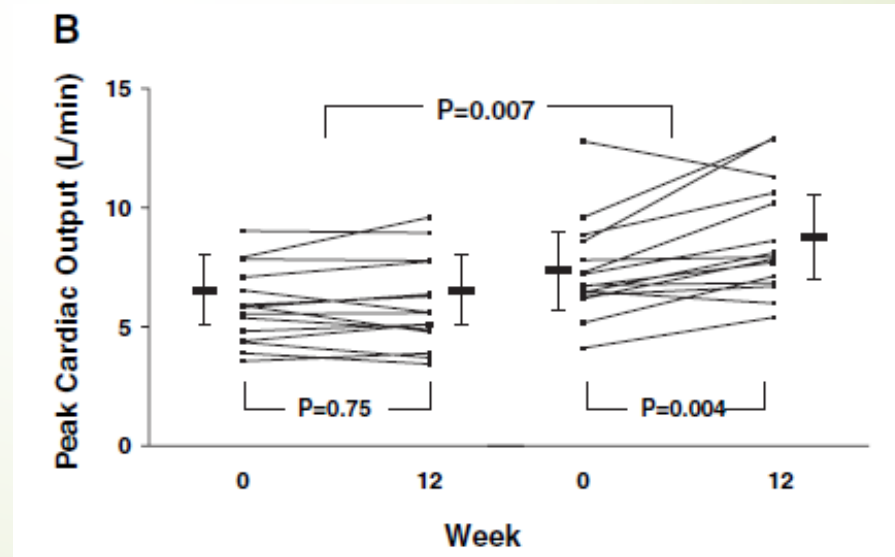 B
Peak Cardiac Output (L/min)
15
10
5
0
P=0.007
P=0.75
P=0.004
0 12 0 12
Week